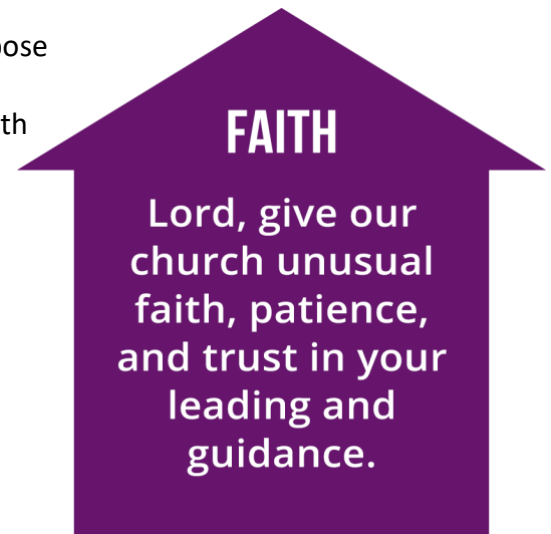 FAITH
Lord, give our
church unusual
faith, patience,
and trust in your
leading and
guidance.